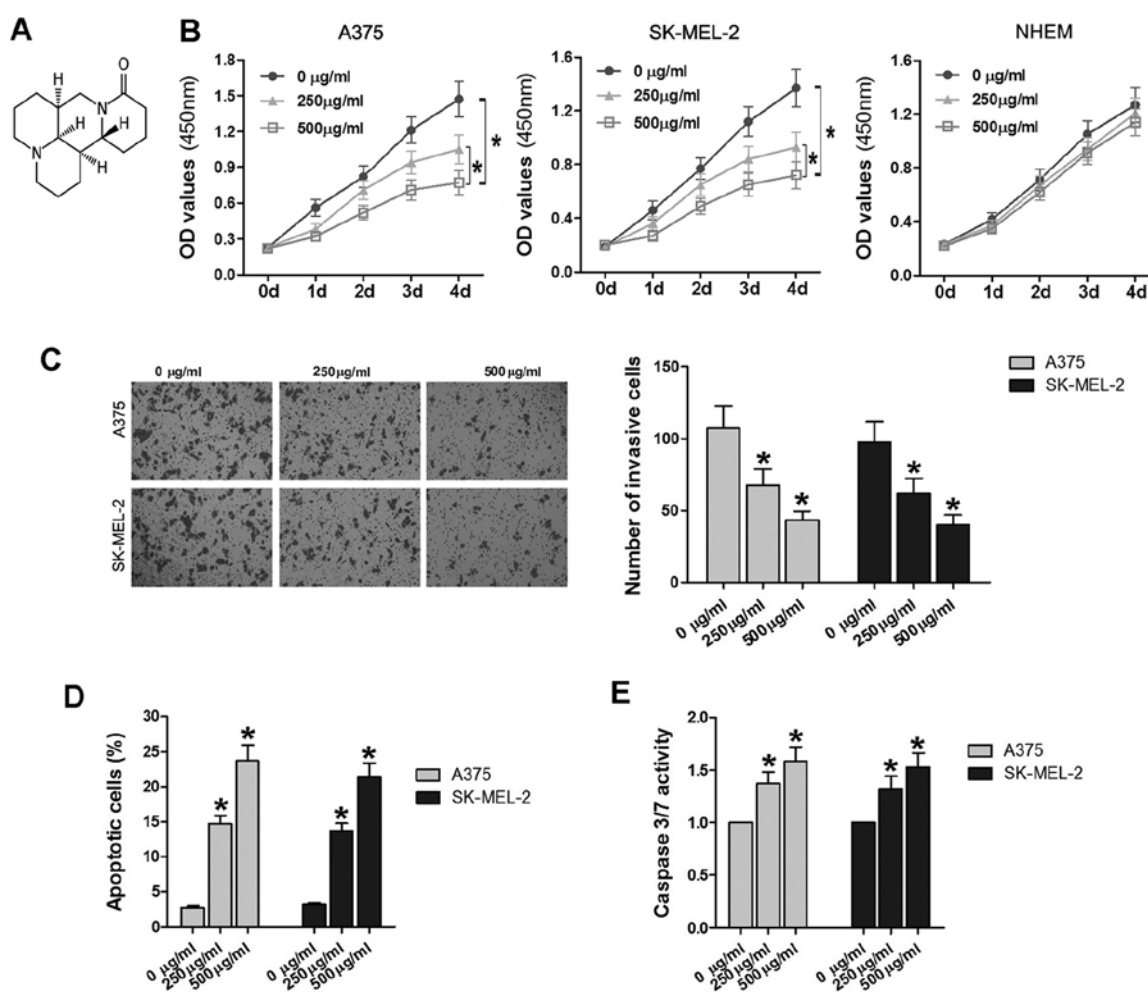 A
O
H
N
H
H
N
H
B
A375
OD values (450nm)
1.8
1.5
1.2
0.9
0.6
0.3
0.0
0 μg/ml
250μg/ml
500μg/ml
*
*
0d 1d 2d 3d 4d
SK-MEL-2
OD values (450nm)
1.6
1.2
0.8
0.4
0.0
0 μg/ml
250μg/ml
500μg/ml
*
*
0d 1d 2d 3d 4d
NHEM
OD values (450nm)
1.6
1.2
0.8
0.4
0.0
0 μg/ml
250μg/ml
500μg/ml
0d 1d 2d 3d 4d
C
0 μg/ml 250μg/ml 500μg/ml
A375
SK-MEL-2
Number of invasive cells
150
100
50
0
* * * *
0 μg/ml 250μg/ml 500μg/ml 0 μg/ml 250μg/ml 500μg/ml
A375
SK-MEL-2
D
Apoptotic cells (%)
30
25
20
15
10
5
0
* * * *
0 μg/ml 250μg/ml 500μg/ml 0 μg/ml 250μg/ml 500μg/ml
A375
SK-MEL-2
E
Caspase 3/7 activity
2.0
1.5
1.0
0.5
0.0
* * * *
0 μg/ml 250μg/ml 500μg/ml 0 μg/ml 250μg/ml 500μg/ml
A375
SK-MEL-2